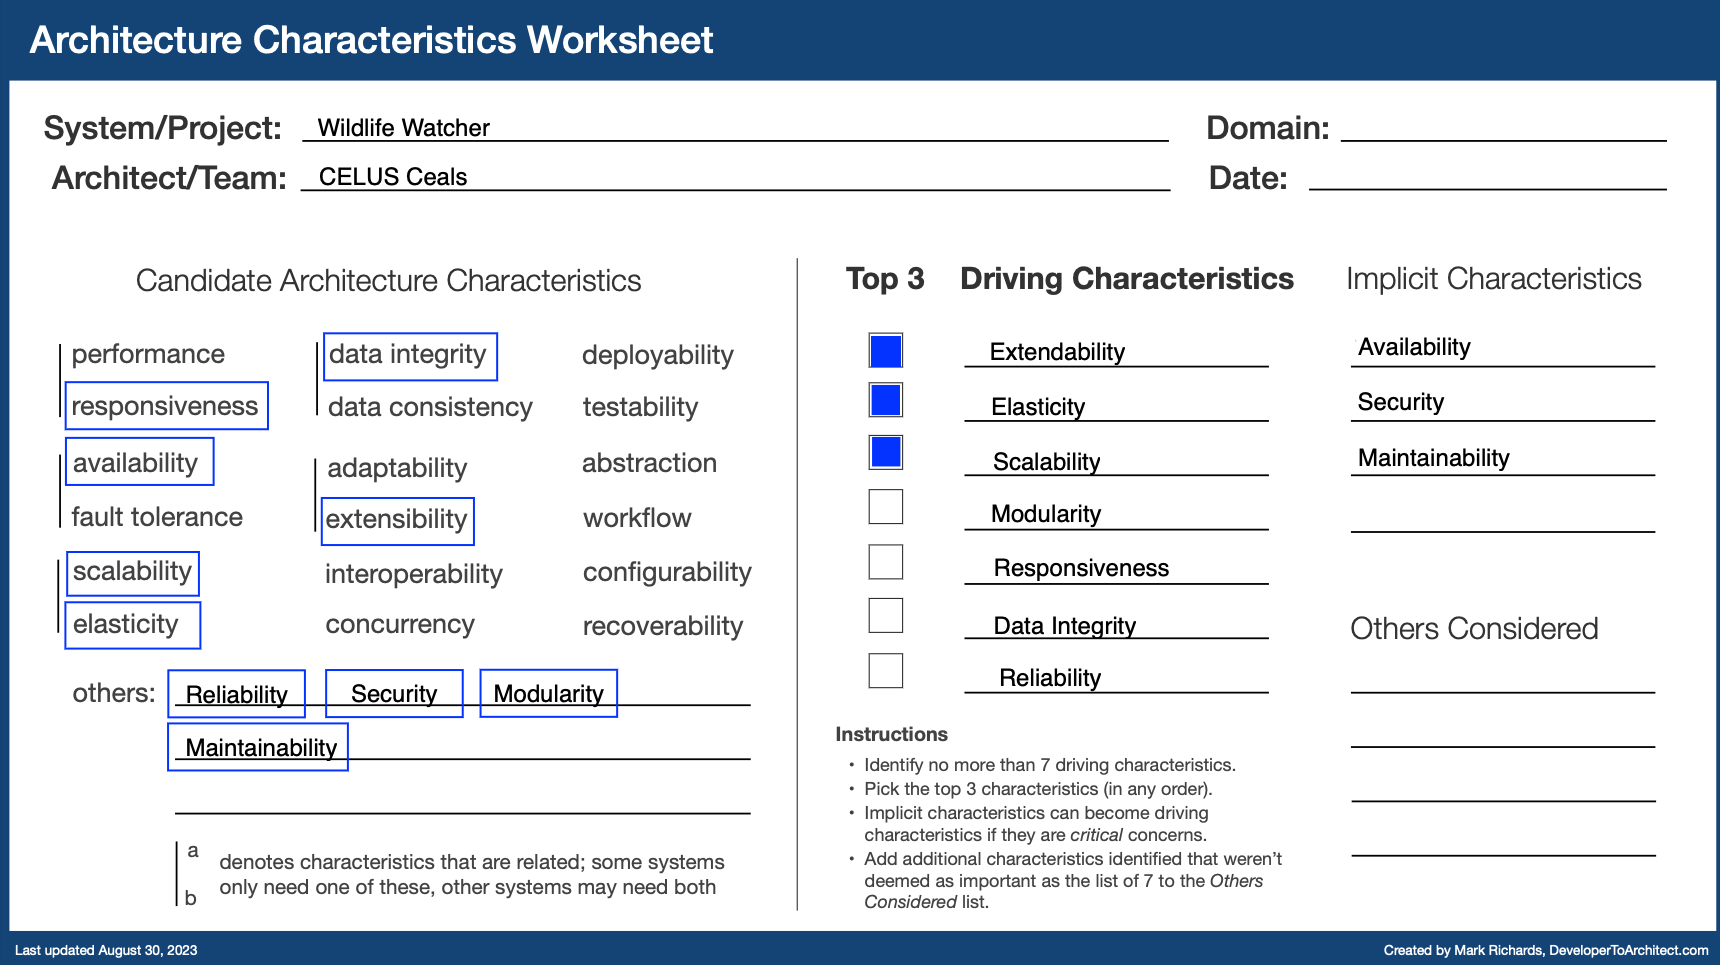 Architecture Characteristics Worksheet
System/Project: Wildlife Watcher
Domain:
Architect/Team: CELUS Ceals
Date:
Candidate Architecture Characteristics
performance
responsiveness
availability
fault tolerance
scalability
elasticity
data integrity
data consistency
adaptability
extensibility
interoperability
concurrency
deployability
testability
abstraction
workflow
configurability
recoverability
others: Reliability Security Modularity
Maintainability
a
b
denotes characteristics that are related; some systems
only need one of these, other systems may need both
Top 3 Driving Characteristics
Extendability
Elasticity
Scalability
Modularity
Responsiveness
Data Integrity
Reliability
Instructions
• Identify no more than 7 driving characteristics.
• Pick the top 3 characteristics (in any order).
• Implicit characteristics can become driving
characteristics if they are critical concerns.
• Add additional characteristics identified that weren't
deemed as important as the list of 7 to the Others
Considered list.
Implicit Characteristics
Availability
Security
Maintainability
Others Considered
Last updated August 30, 2023
Created by Mark Richards, DeveloperToArchitect.com